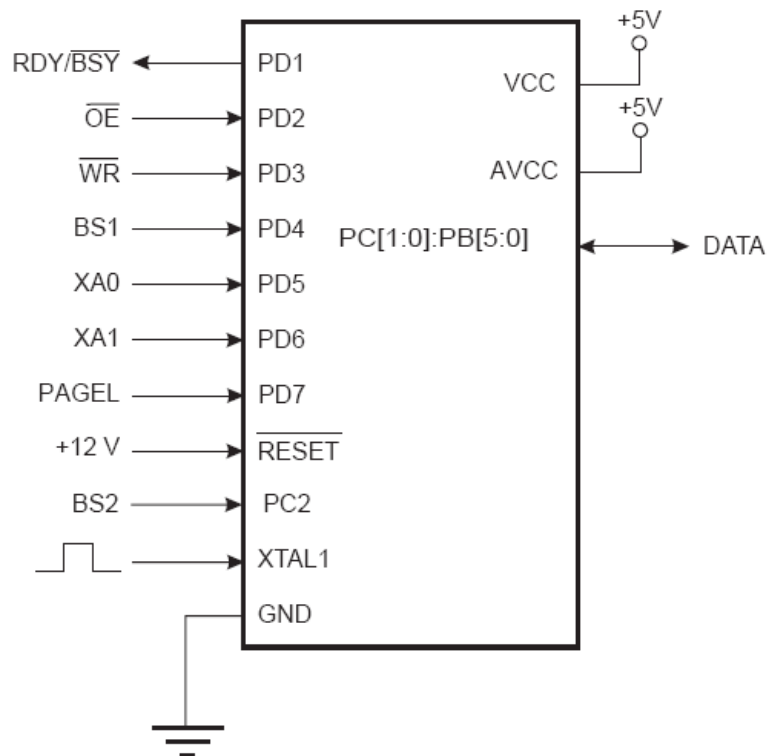 RDY/BSY PD1
OE PD2
WR PD3
BS1 PD4
XA0 PD5
XA1 PD6
PAGEL PD7
+12 V RESET
BS2 PC2
XTAL1
GND
+5V
VCC
+5V
AVCC
PC[1:0]:PB[5:0] DATA